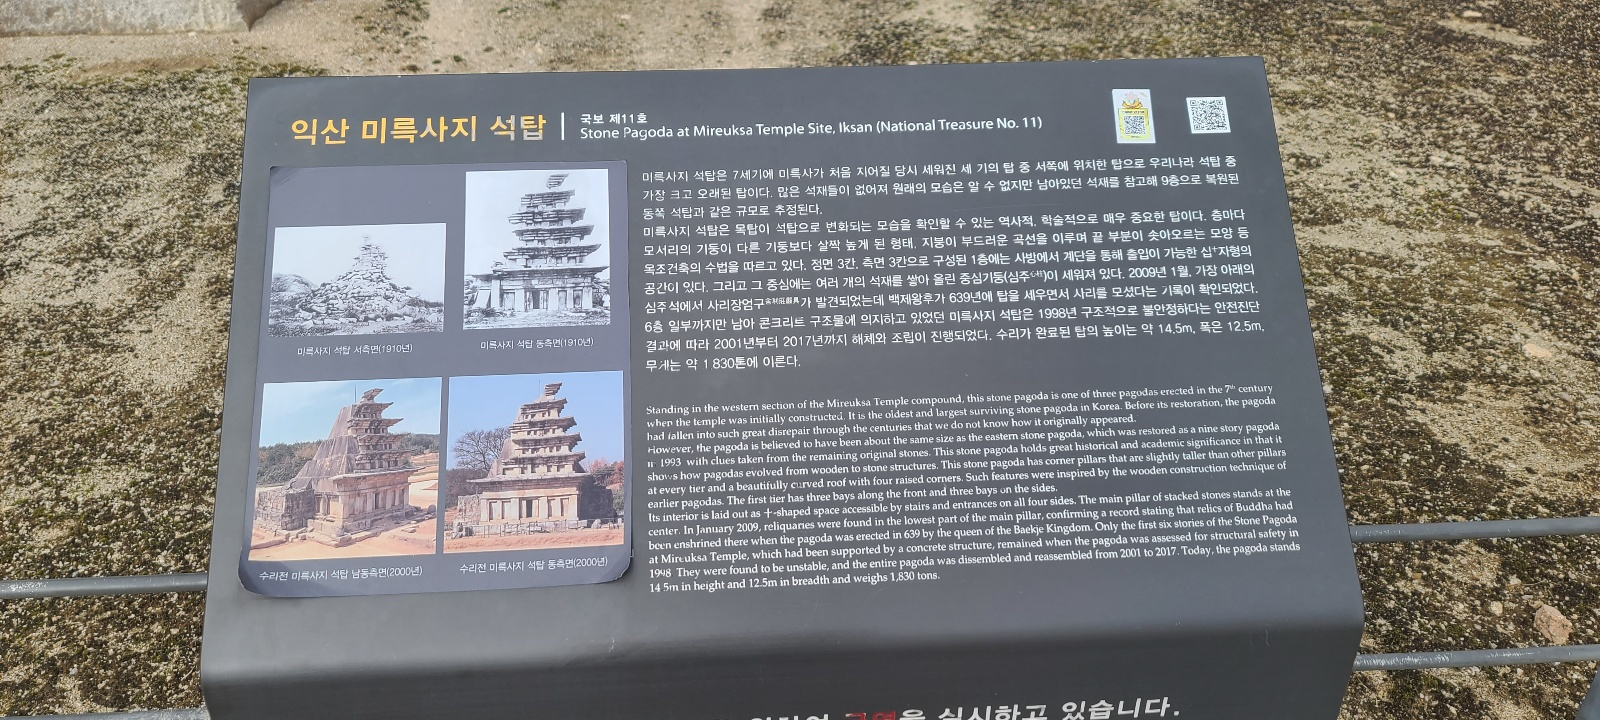 익산 미륵사지 석탑
국보 제11호
Stone Pagoda at Mireuksa Temple Site, Iksan (National Treasure No. 11)
미륵사지 석탑 서측면(1910년)
미륵사지 석탑 동측면(1910년)
수리전 미륵사지 석탑 남동측면(2000년)
수리전 미륵사지 석탑 동측면(2000년)
미륵사지 석탑은 7세기에 미륵사가 처음 지어질 당시 세워진 세 기의 탑 중 서쪽에 위치한 탑으로 우리나라 석탑 중
가장 크고 오래된 탑이다. 많은 석재들이 없어져 원래의 모습은 알 수 없지만 남아있던 석재를 참고해 9층으로 복원된
동쪽 석탑과 같은 규모로 추정된다.
미륵사지 석탑은 목탑이 석탑으로 변화되는 모습을 확인할 수 있는 역사적, 학술적으로 매우 중요한 탑이다. 층마다
모서리의 기둥이 다른 기둥보다 살짝 높게 된 형태, 지붕이 부드러운 곡선을 이루며 끝 부분이 솟아오르는 모양 등
목조건축의 수법을 따르고 있다. 정면 3칸, 측면 3칸으로 구성된 1층에는 사방에서 계단을 통해 출입이 가능한 십十자형의
공간이 있다. 그리고 그 중심에는 여러 개의 석재를 쌓아 올린 중심기둥(심주心柱)이 세워져 있다. 2009년 1월, 가장 아래의
심주석에서 사리장엄구舍利莊嚴具가 발견되었는데 백제왕후가 639년에 탑을 세우면서 사리를 모셨다는 기록이 확인되었다.
6층 일부까지만 남아 콘크리트 구조물에 의지하고 있었던 미륵사지 석탑은 1998년 구조적으로 불안정하다는 안전진단
결과에 따라 2001년부터 2017년까지 해체와 조립이 진행되었다. 수리가 완료된 탑의 높이는 약 14.5m, 폭은 12.5m,
무게는 약 1 830톤에 이른다.
Standing in the western section of the Mireuksa Temple compound, this stone pagoda is one of three pagodas erected in the 7th century
when the temple was initially constructed. It is the oldest and largest surviving stone pagoda in Korea. Before its restoration, the pagoda
had fallen into such great disrepair through the centuries that we do not know how it originally appeared.
However, the pagoda is believed to have been about the same size as the eastern stone pagoda, which was restored as a nine story pagoda
in 1993 with clues taken from the remaining original stones. This stone pagoda holds great historical and academic significance in that it
shows how pagodas evolved from wooden to stone structures. This stone pagoda has corner pillars that are slightly taller than other pillars
at every tier and a beautifully curved roof with four raised corners. Such features were inspired by the wooden construction technique of
earlier pagodas. The first tier has three bays along the front and three bays on the sides.
Its interior is laid out as +-shaped space accessible by stairs and entrances on all four sides. The main pillar of stacked stones stands at the
center. In January 2009, reliquaries were found in the lowest part of the main pillar, confirming a record stating that relics of Buddha had
been enshrined there when the pagoda was erected in 639 by the queen of the Baekje Kingdom. Only the first six stories of the Stone Pagoda
at Mireuksa Temple, which had been supported by a concrete structure, remained when the pagoda was assessed for structural safety in
1998 They were found to be unstable, and the entire pagoda was dissembled and reassembled from 2001 to 2017. Today, the pagoda stands
14 5m in height and 12.5m in breadth and weighs 1,830 tons.
실시하고 있습니다.